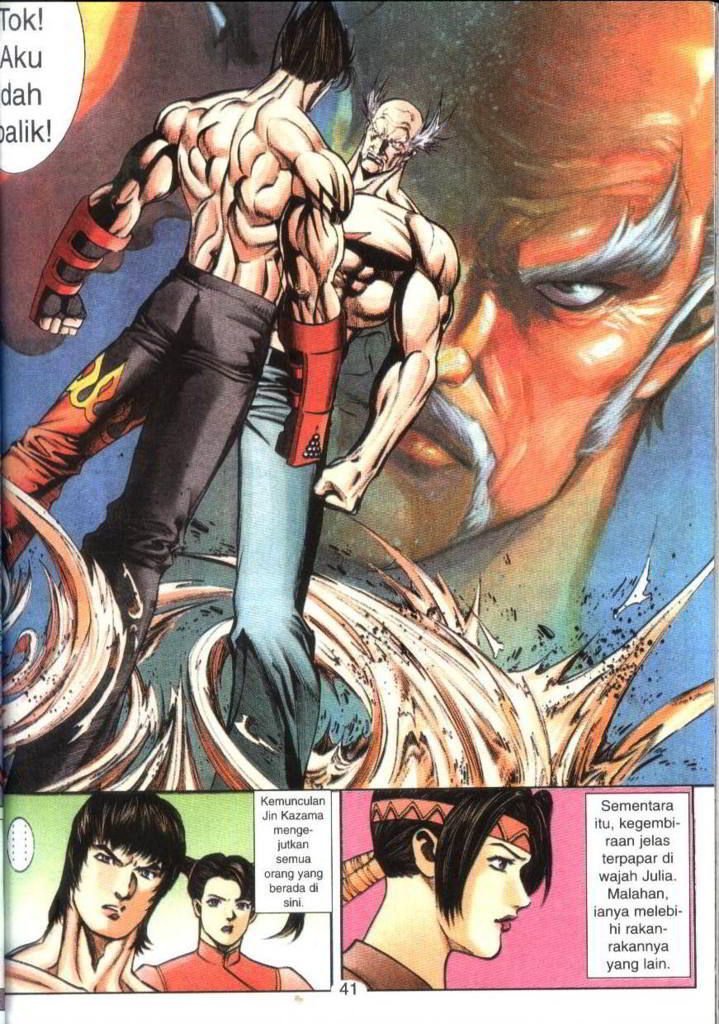 Tok!
Aku
dah
balik!
Kemunculan
Jin Kazama
menge-
jutkan
semua
orang yang
berada di
sini.
Sementara
itu, kegembi-
raan jelas
terpapar di
wajah Julia.
Malahan,
ianya melebi-
hi rakan-
rakannya
yang lain.
41